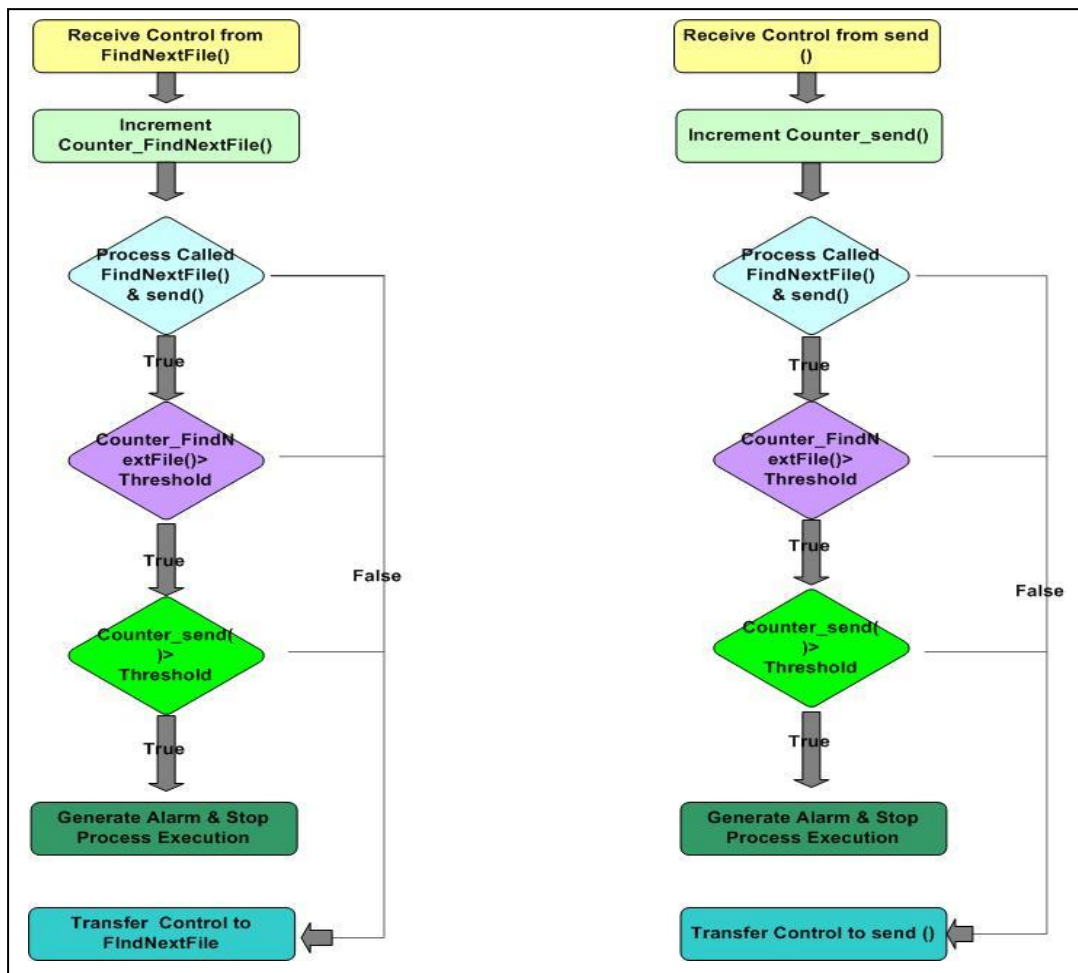 Receive Control from
FindNextFile()
Increment
Counter_FindNextFile()
Process Called
FindNextFile()
& send()
True
Counter_FindN
extFile()>
Threshold
True
False
Counter_send(
)>
Threshold
True
Generate Alarm & Stop
Process Execution
Transfer Control to
FIndNextFile
Receive Control from send
()
Increment Counter_send()
Process Called
FindNextFile()
& send()
True
Counter_FindN
extFile()>
Threshold
True
False
Counter_send(
)>
Threshold
True
Generate Alarm & Stop
Process Execution
Transfer Control to send ()